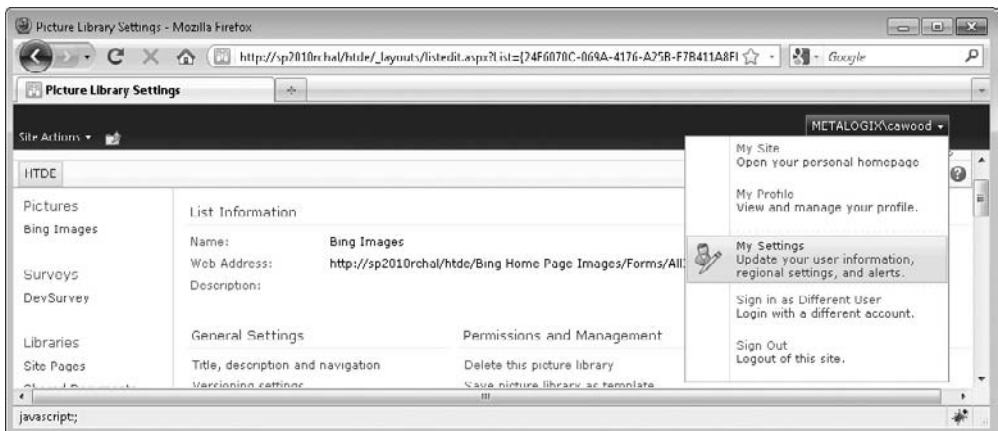 Picture Library Settings - Mozilla Firefox
http://sp2010rchal/htde/_layouts/listedit.aspx?List={24F6070C-069A-4176-A25B-F7B411A8FI
Google
Picture Library Settings
Site Actions
METALOGIX\cawood
My Site
Open your personal homepage
HTDE
My Profile
View and manage your profile.
Pictures
List Information
Bing Images
Name: Bing Images
My Settings
Update your user information,
regional settings, and alerts.
Web Address: http://sp2010rchal/htde/Bing Home Page Images/Forms/All
Surveys
Description:
DevSurvey
Sign in as Different User
Login with a different account.
Libraries
General Settings
Permissions and Management
Sign Out
Logout of this site.
Site Pages
Title, description and navigation
Delete this picture library
Shared Documents
Versioning settings
Save picture library as template
javascript:;